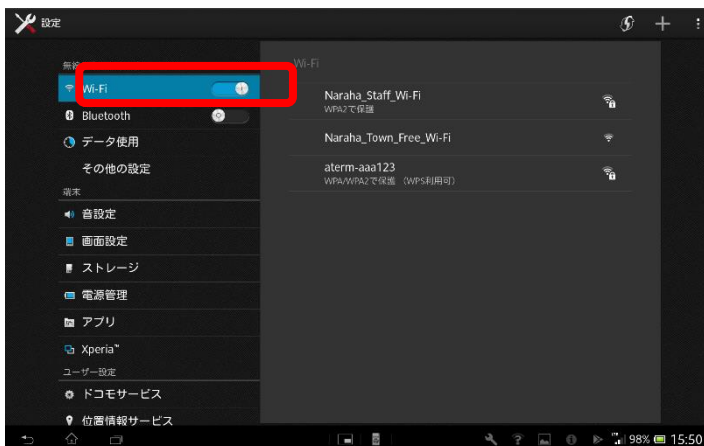 設定
無線
Wi-Fi
Bluetooth
データ使用
その他の設定
端末
音設定
画面設定
ストレージ
電源管理
アプリ
Xperia™
ユーザー設定
ドコモサービス
位置情報サービス
Wi-Fi
Naraha_Staff_Wi-Fi
WPA2で保護
Naraha_Town_Free_Wi-Fi
aterm-aaa123
WPA/WPA2で保護 (WPS利用可)
98% 15:50